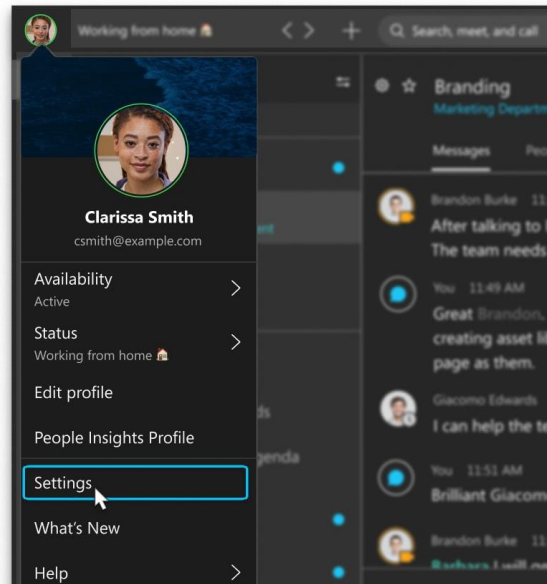 Working from home
Search, meet, and call
Clarissa Smith
csmith@example.com
Availability
Active
Status
Working from home
Edit profile
People Insights Profile
Settings
What's New
Help
Branding
Marketing
Messages
Brandon Burke
After talking to
The team needs
You 11:49 AM
Great Brandon.
creating asset
page as them.
Giacomo Edwards
I can help the
You 11:51 AM
Brilliant
Brandon Burke